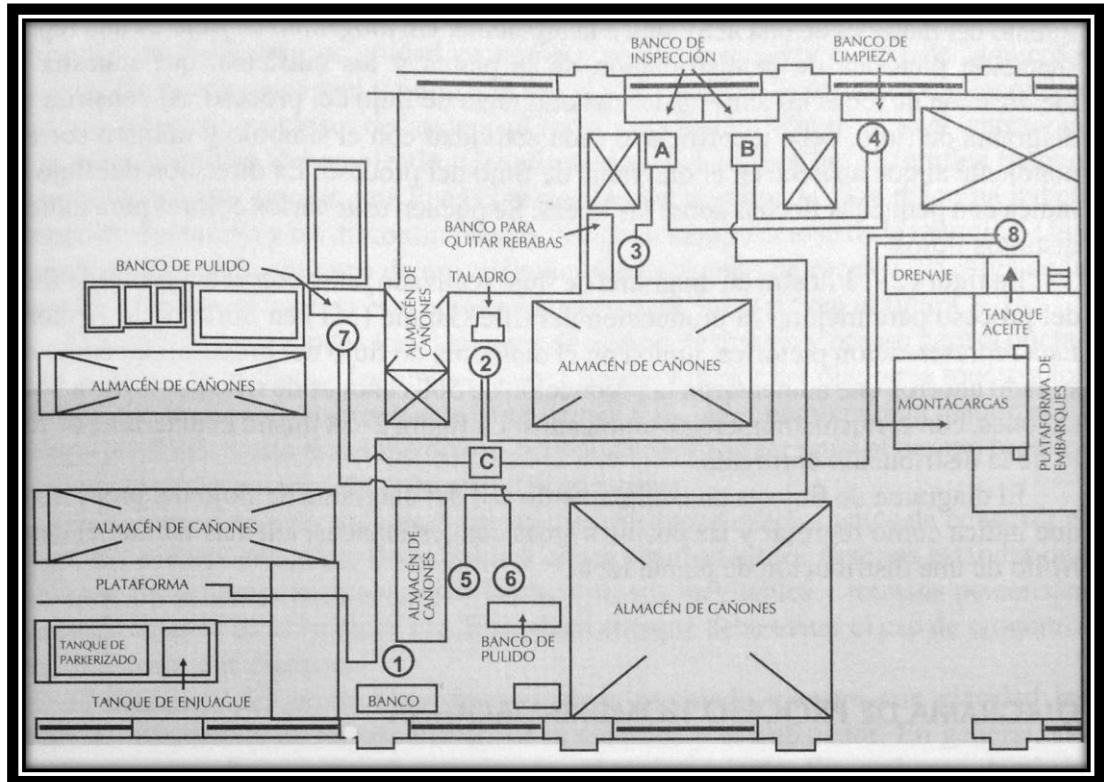 BANCO DE
INSPECCIÓN
BANCO DE
LIMPIEZA
A
B
4
BANCO PARA
QUITAR REBABAS
3
8
BANCO DE PULIDO
ALMACÉN DE
CAÑONES
TALADRO
DRENAJE
TANQUE
ACEITE
7
2
ALMACÉN DE CAÑONES
ALMACÉN DE CAÑONES
MONTACARGAS
PLATAFORMA DE
EMBARQUES
C
ALMACÉN DE CAÑONES
ALMACÉN DE
CAÑONES
5
6
PLATAFORMA
ALMACÉN DE CAÑONES
TANQUE DE
PARKERIZADO
1
BANCO DE
PULIDO
TANQUE DE ENJUAGUE
BANCO